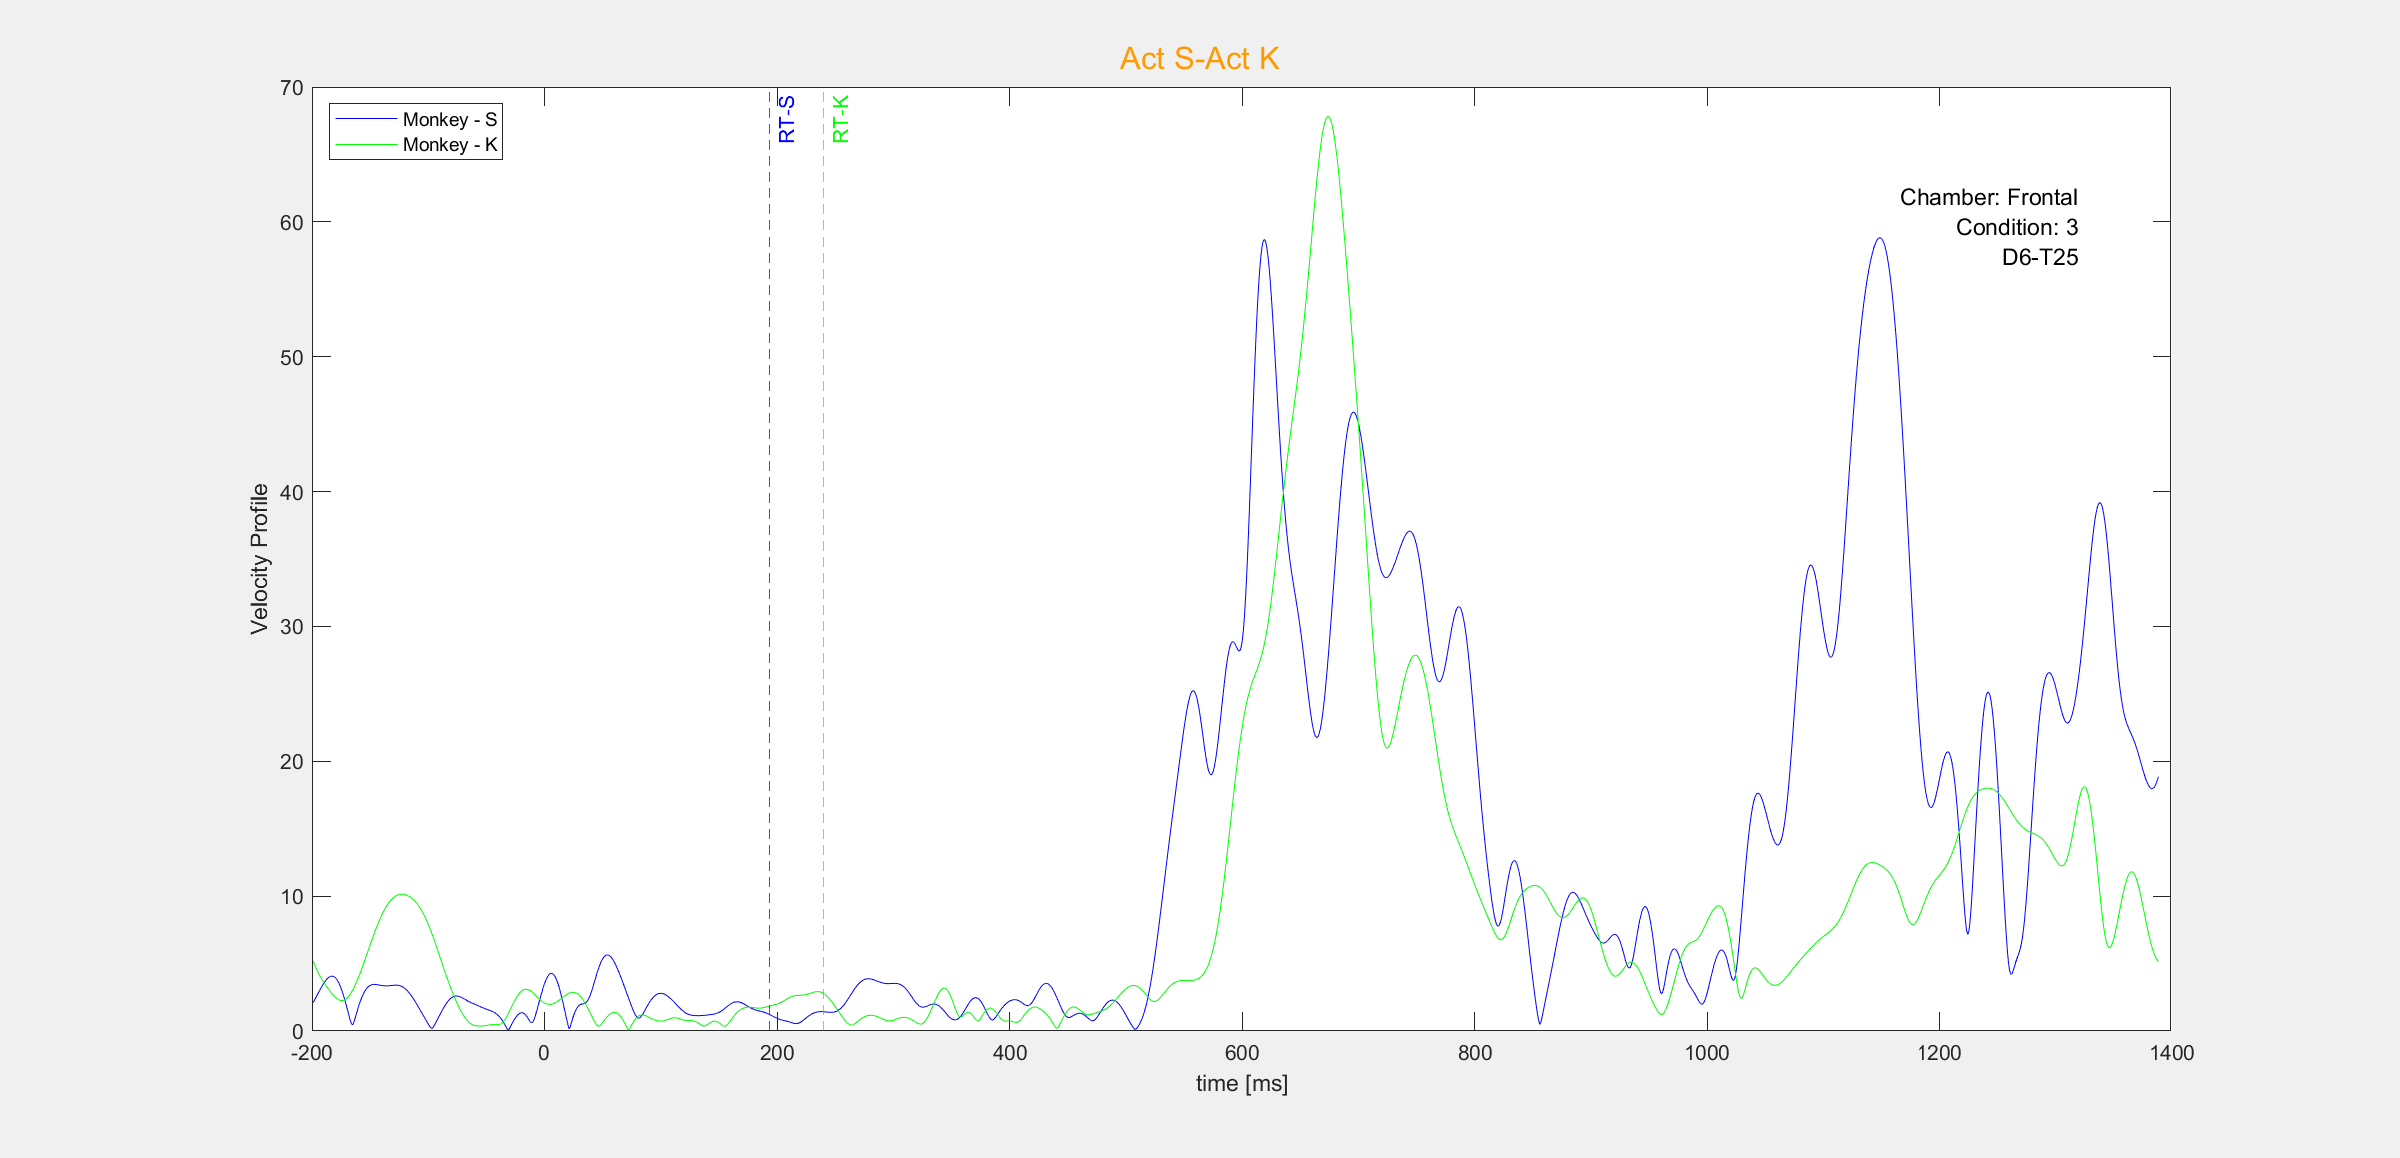 Act S-Act K
Monkey - S
Monkey - K
RT-S
RT-K
Chamber: Frontal
Condition: 3
D6-T25
Velocity Profile
70
60
50
40
30
20
10
0
-200 0 200 400 600 800 1000 1200 1400
time [ms]